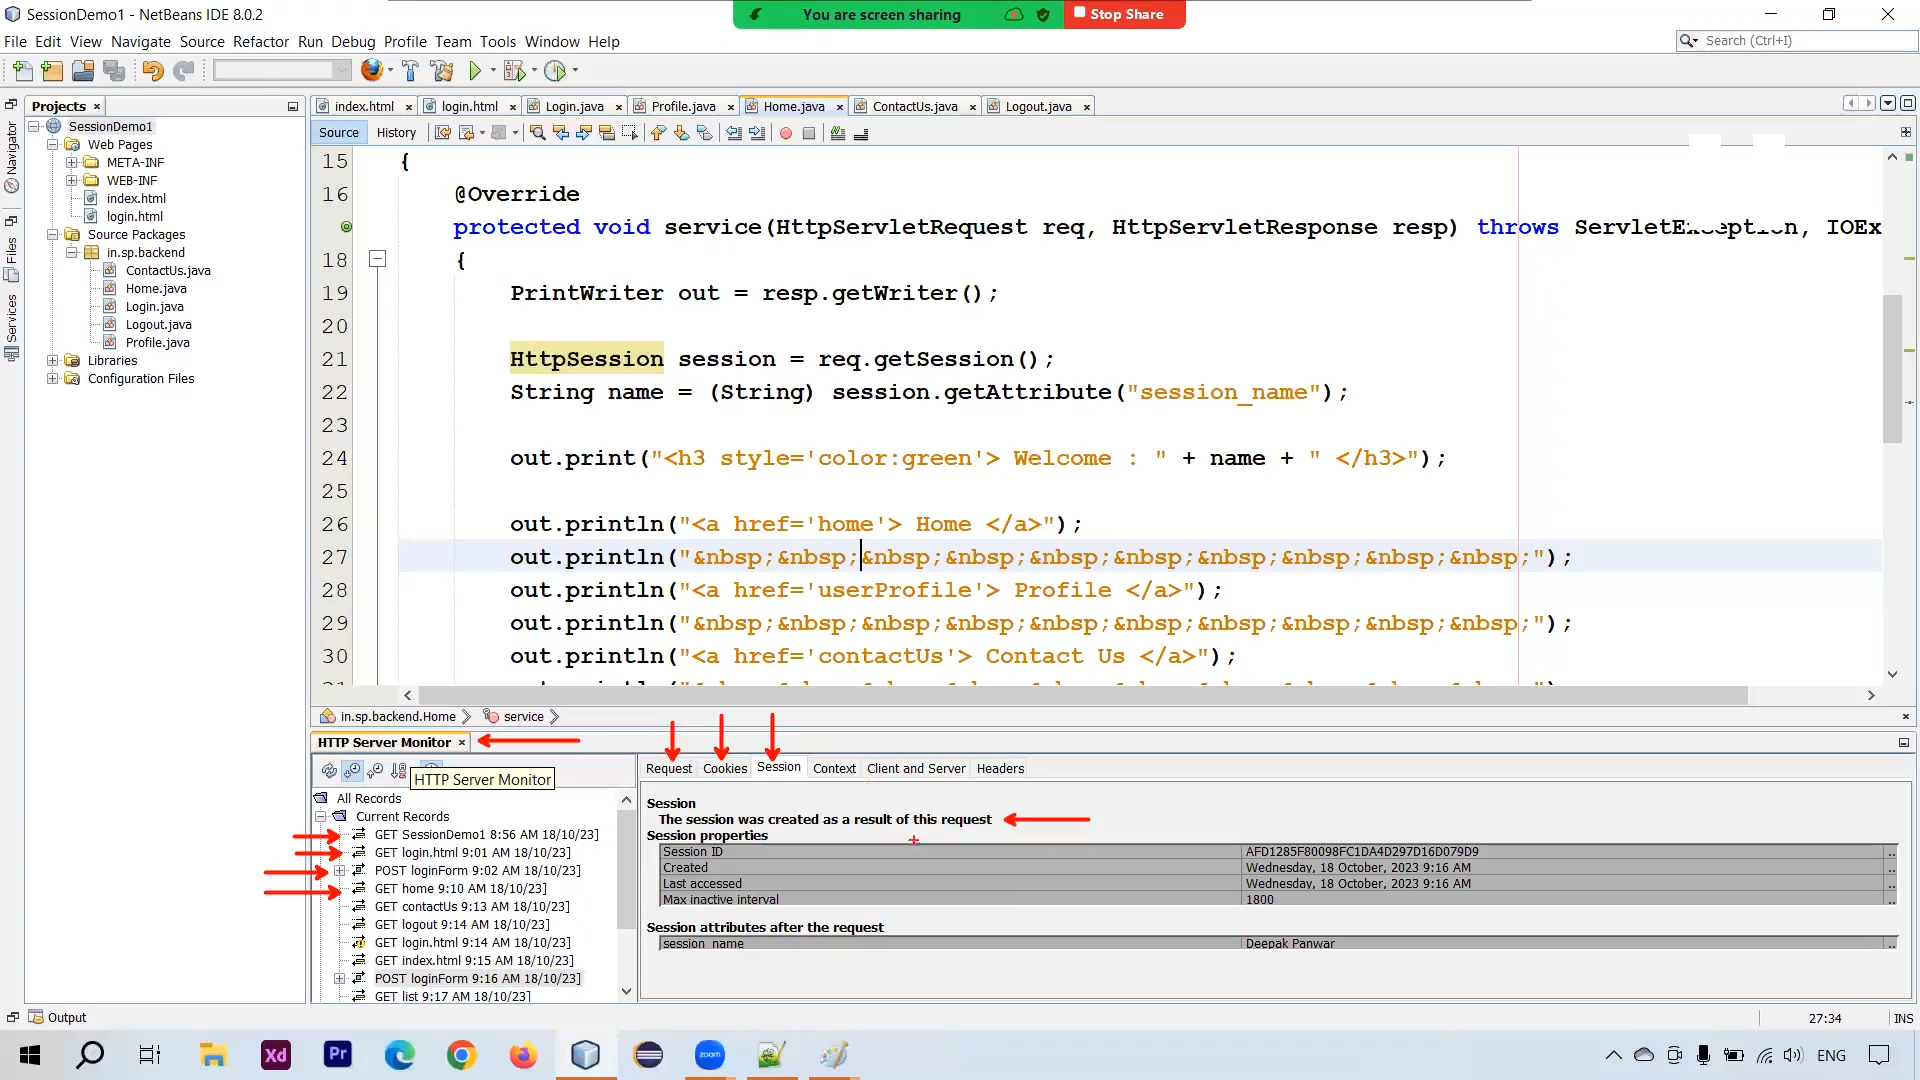 SessionDemo1 - NetBeans IDE 8.0.2
You are screen sharing
Stop Share
File Edit View Navigate Source Refactor Run Debug Profile Team Tools Window Help
Search (Ctrl+I)
Projects
index.html
login.html
Login.java
Profile.java
Home.java
ContactUs.java
Logout.java
Navigator
Files
Services
SessionDemo1
Web Pages
META-INF
WEB-INF
index.html
login.html
Source Packages
in.sp.backend
ContactUs.java
Home.java
Login.java
Logout.java
Profile.java
Libraries
Configuration Files
Source
History
15 {
16 @Override
protected void service(HttpServletRequest req, HttpServletResponse resp) throws ServletException, IOEx
18 {
19 PrintWriter out = resp.getWriter();
20
21 HttpSession session = req.getSession();
22 String name = (String) session.getAttribute("session_name");
23
24 out.print("<h3 style='color:green'> Welcome : " + name + " </h3>");
25
26 out.println("<a href='home'> Home </a>");
27 out.println("&nbsp;&nbsp;&nbsp;&nbsp;&nbsp;&nbsp;&nbsp;&nbsp;&nbsp;&nbsp;");
28 out.println("<a href='userProfile'> Profile </a>");
29 out.println("&nbsp;&nbsp;&nbsp;&nbsp;&nbsp;&nbsp;&nbsp;&nbsp;&nbsp;&nbsp;");
30 out.println("<a href='contactUs'> Contact Us </a>");
in.sp.backend.Home
service
HTTP Server Monitor
HTTP Server Monitor
All Records
Current Records
GET SessionDemo1 8:56 AM 18/10/23]
GET login.html 9:01 AM 18/10/23]
POST loginForm 9:02 AM 18/10/23]
GET home 9:10 AM 18/10/23]
GET contactUs 9:13 AM 18/10/23]
GET logout 9:14 AM 18/10/23]
GET login.html 9:14 AM 18/10/23]
GET index.html 9:15 AM 18/10/23]
POST loginForm 9:16 AM 18/10/23]
GET list 9:17 AM 18/10/23]
Request
Cookies
Session
Context
Client and Server
Headers
Session
The session was created as a result of this request
Session properties
Session ID AFD1285F80098FC1DA4D297D16D079D9 ..
Created Wednesday, 18 October, 2023 9:16 AM ..
Last accessed Wednesday, 18 October, 2023 9:16 AM ..
Max inactive interval 1800 ..
Session attributes after the request
session_name Deepak Panwar ..
Output
27:34
INS
Xd
Pr
zoom
ENG